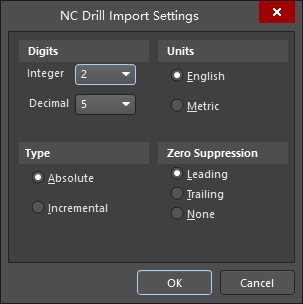 NC Drill Import Settings
Digits
Integer 2
Decimal 5
Units
English
Metric
Type
Absolute
Incremental
Zero Suppression
Leading
Trailing
None
OK Cancel